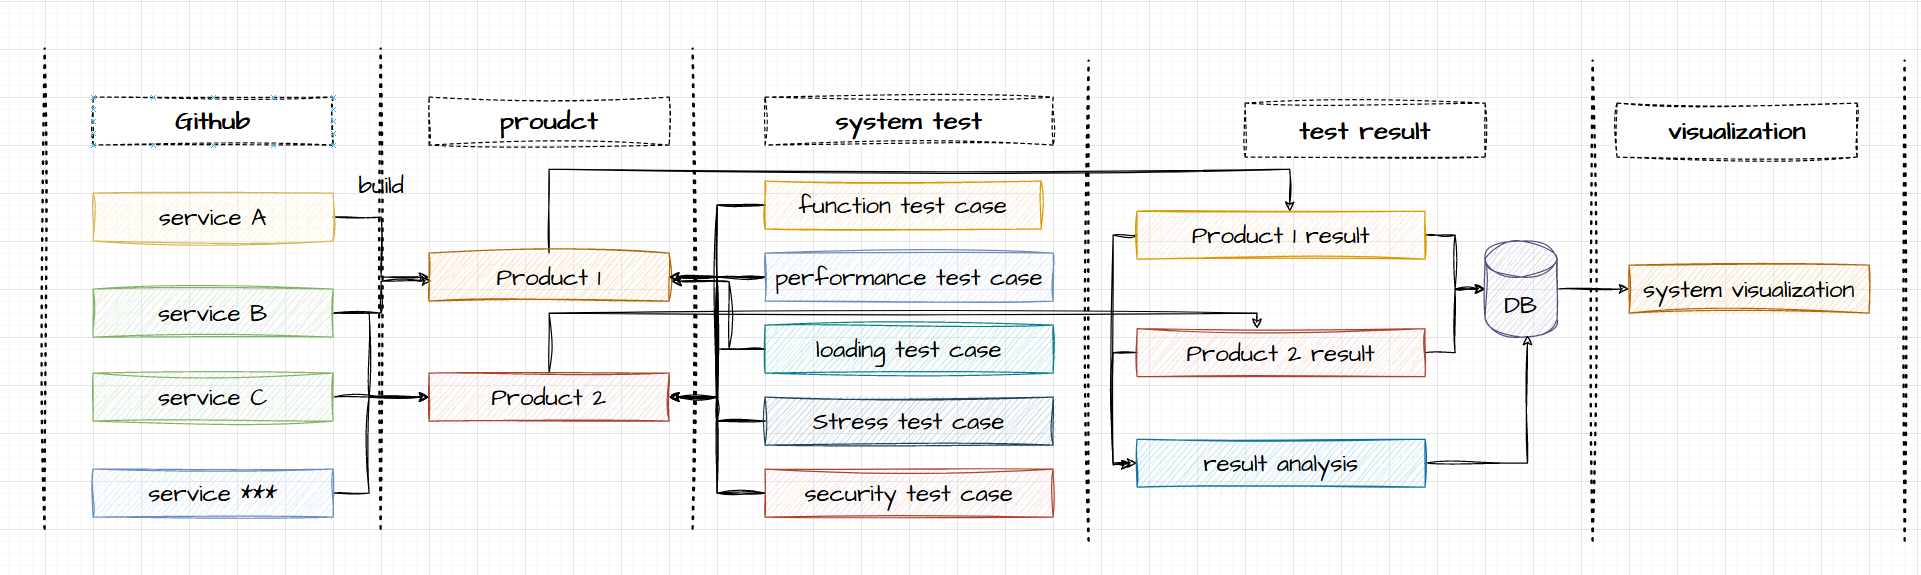 Github
proudct
system test
test result
visualization
build
service A
service B
service C
service ***
Product 1
Product 2
function test case
performance test case
loading test case
Stress test case
security test case
Product 1 result
Product 2 result
result analysis
DB
system visualization